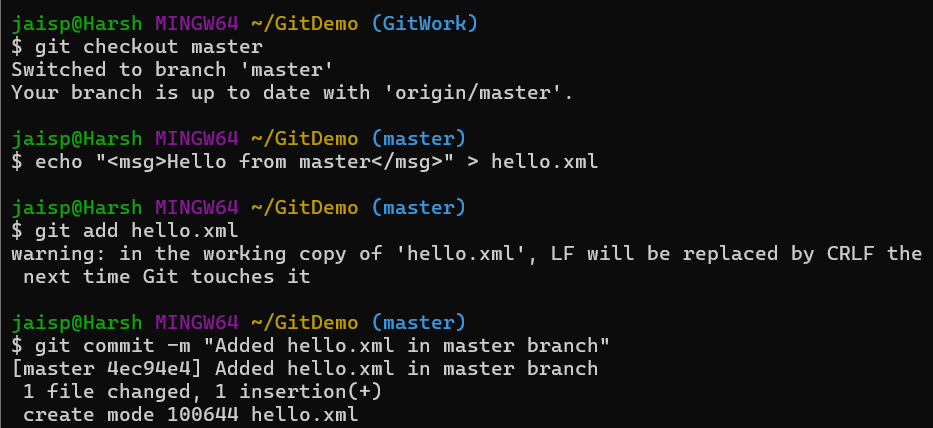 jaisp@Harsh MINGW64 ~/GitDemo (GitWork)
$ git checkout master
Switched to branch 'master'
Your branch is up to date with 'origin/master'.
jaisp@Harsh MINGW64 ~/GitDemo (master)
$ echo "<msg>Hello from master</msg>" > hello.xml
jaisp@Harsh MINGW64 ~/GitDemo (master)
$ git add hello.xml
warning: in the working copy of 'hello.xml', LF will be replaced by CRLF the
 next time Git touches it
jaisp@Harsh MINGW64 ~/GitDemo (master)
$ git commit -m "Added hello.xml in master branch"
[master 4ec94e4] Added hello.xml in master branch
 1 file changed, 1 insertion(+)
 create mode 100644 hello.xml